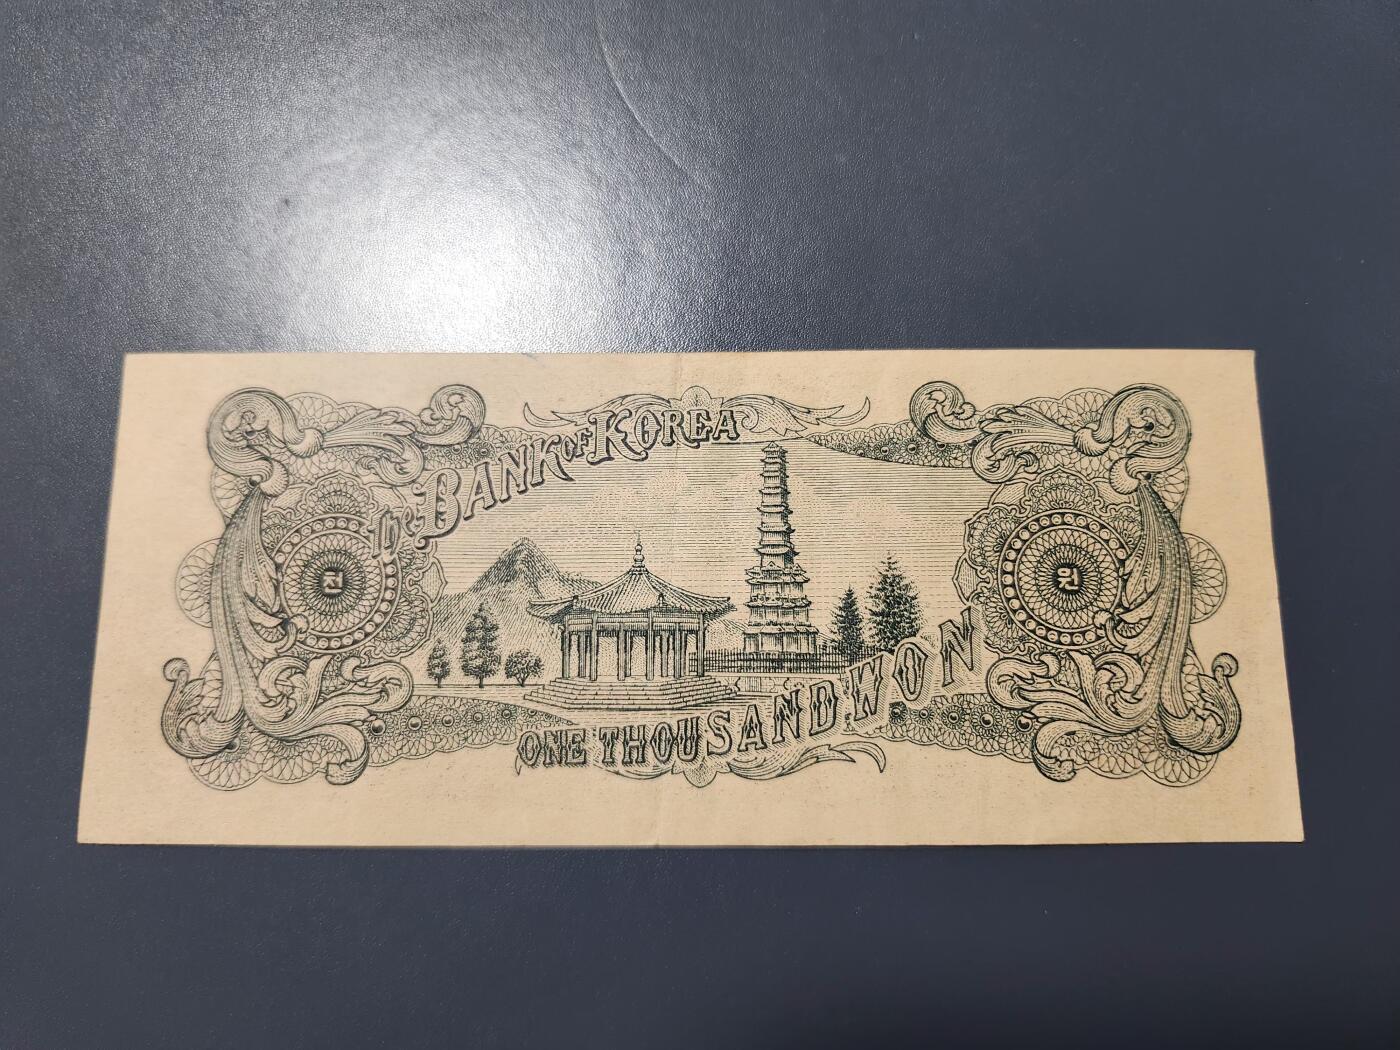 The BANK OF KOREA
천 원
ONE THOUSAND WON